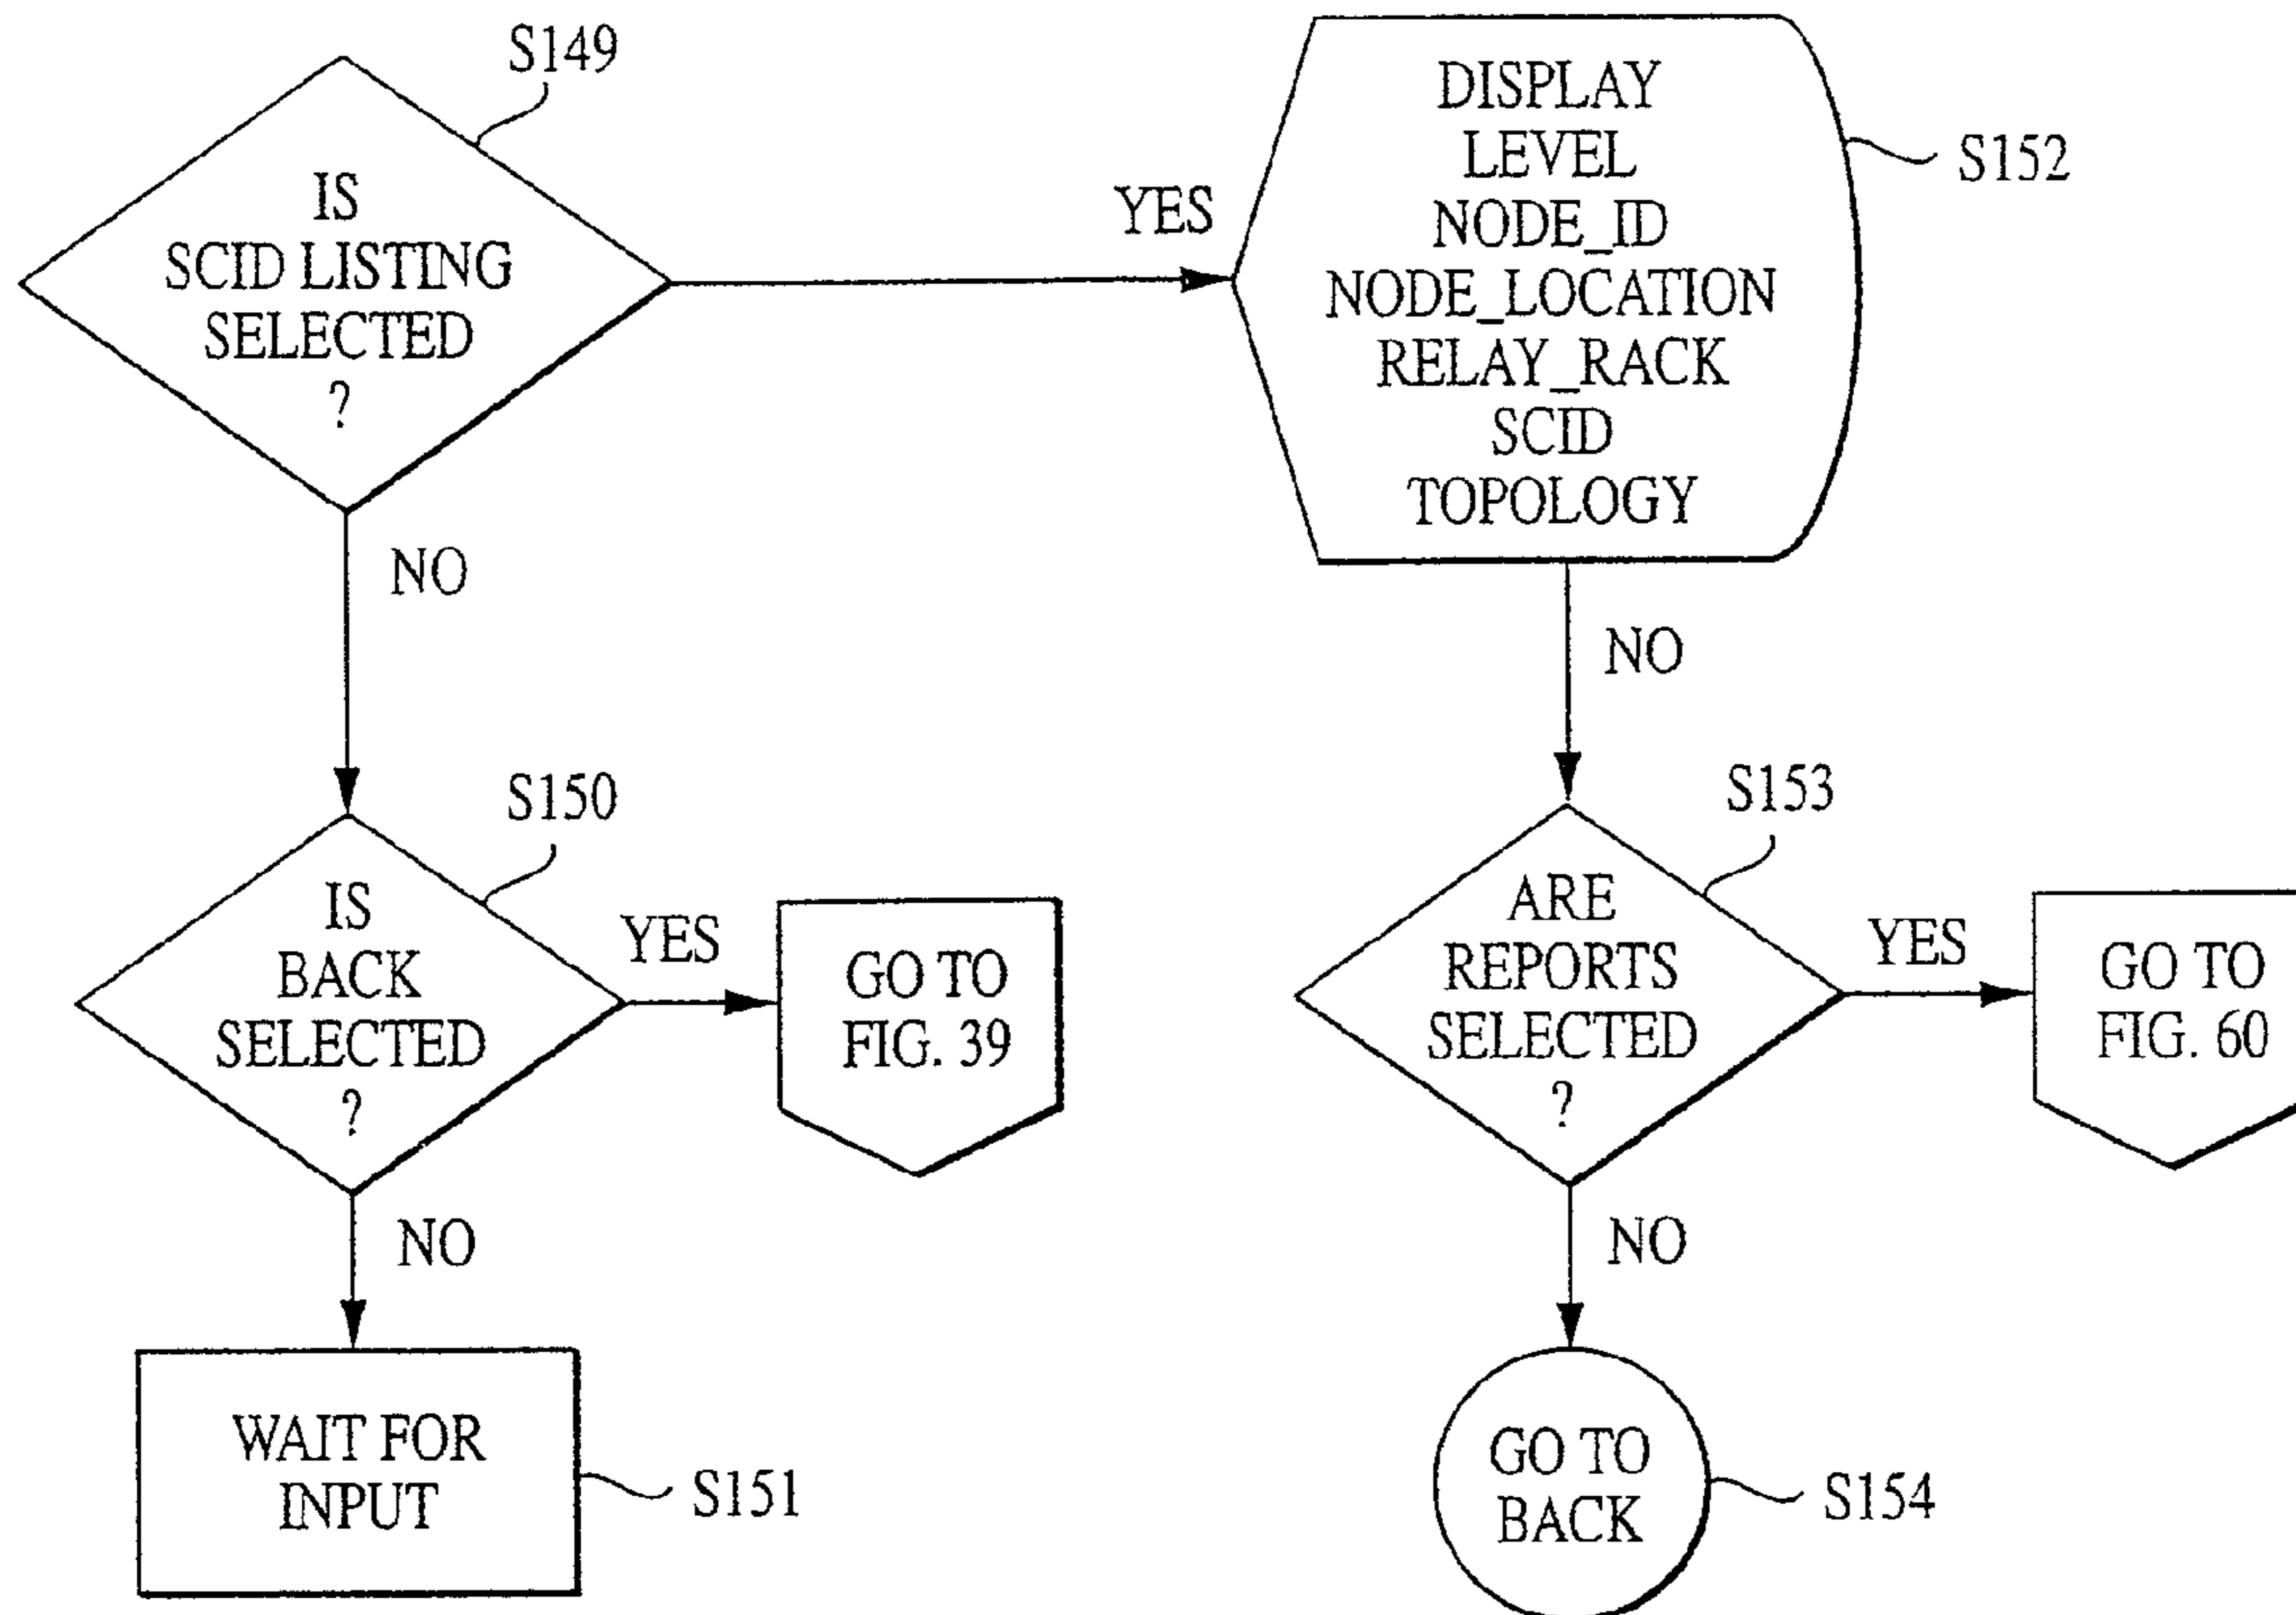 S149
IS
SCID LISTING
SELECTED
?
YES
DISPLAY
LEVEL
NODE_ID
NODE_LOCATION
RELAY_RACK
SCID
TOPOLOGY
S152
NO
NO
S150
IS
BACK
SELECTED
?
YES
GO TO
FIG. 39
S153
ARE
REPORTS
SELECTED
?
YES
GO TO
FIG. 60
NO
WAIT FOR
INPUT
S151
NO
GO TO
BACK
S154